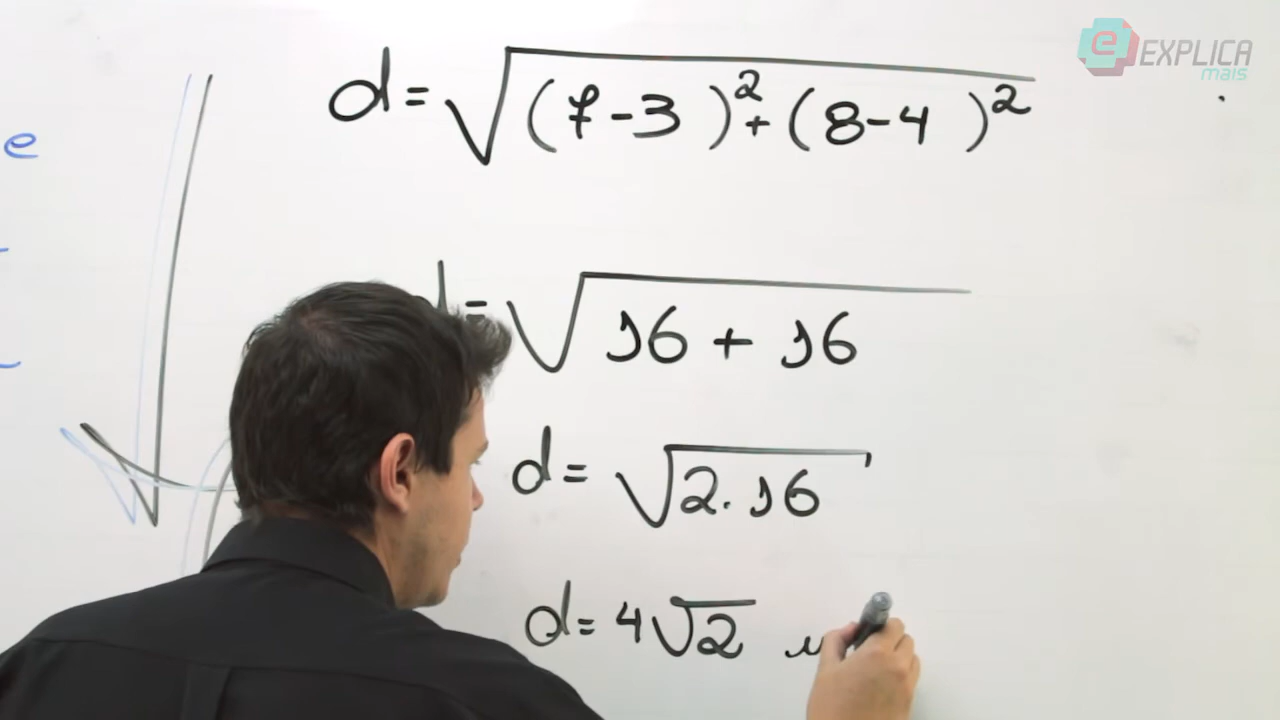 e EXPLICA
mais
d = √(7-3)² + (8-4)²
e
d = √16 + 16
d = √2.16
d = 4√2 u